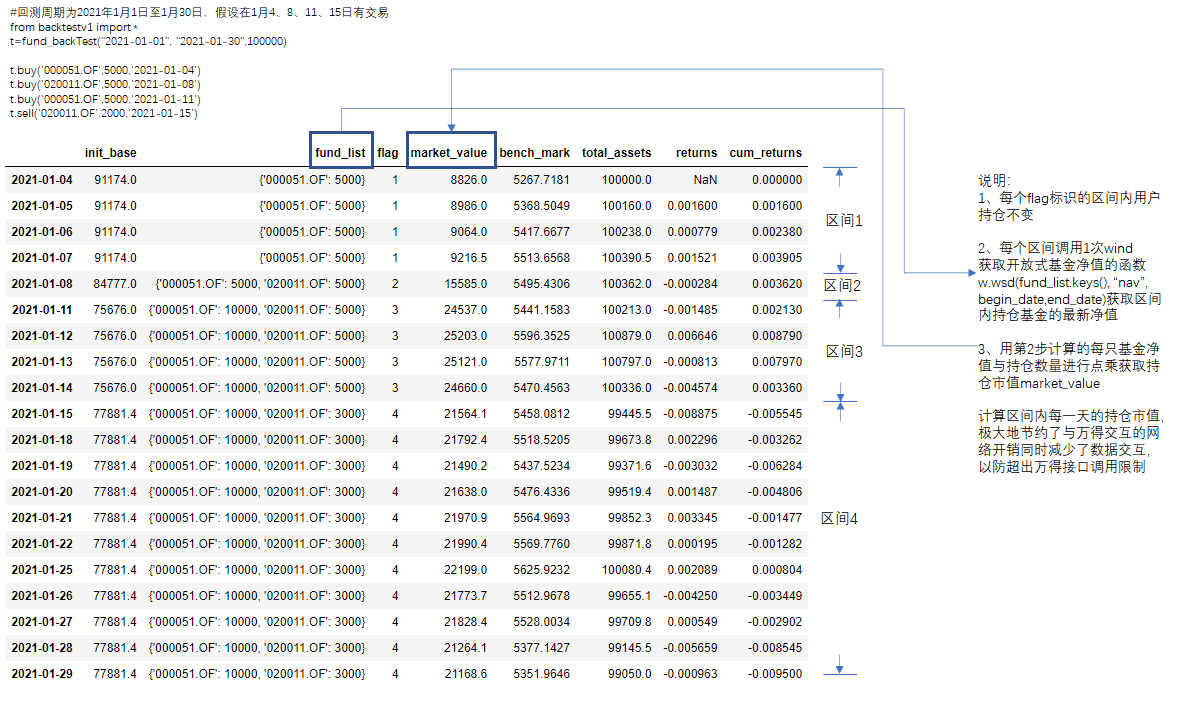 #回测周期为2021年1月1日至1月30日，假设在1月4、8、11、15日有交易
from backtestv1 import *
t=fund_backTest("2021-01-01", "2021-01-30",100000)
t.buy('000051.OF',5000,'2021-01-04')
t.buy('020011.OF',5000,'2021-01-08')
t.buy('000051.OF',5000,'2021-01-11')
t.sell('020011.OF',2000,'2021-01-15')
init_base fund_list flag market_value bench_mark total_assets returns cum_returns
2021-01-04 91174.0 {'000051.OF': 5000} 1 8826.0 5267.7181 100000.0 NaN 0.000000
2021-01-05 91174.0 {'000051.OF': 5000} 1 8986.0 5368.5049 100160.0 0.001600 0.001600
2021-01-06 91174.0 {'000051.OF': 5000} 1 9064.0 5417.6677 100238.0 0.000779 0.002380
2021-01-07 91174.0 {'000051.OF': 5000} 1 9216.5 5513.6568 100390.5 0.001521 0.003905
2021-01-08 84777.0 {'000051.OF': 5000, '020011.OF': 5000} 2 15585.0 5495.4306 100362.0 -0.000284 0.003620
2021-01-11 75676.0 {'000051.OF': 10000, '020011.OF': 5000} 3 24537.0 5441.1583 100213.0 -0.001485 0.002130
2021-01-12 75676.0 {'000051.OF': 10000, '020011.OF': 5000} 3 25203.0 5596.3525 100879.0 0.006646 0.008790
2021-01-13 75676.0 {'000051.OF': 10000, '020011.OF': 5000} 3 25121.0 5577.9711 100797.0 -0.000813 0.007970
2021-01-14 75676.0 {'000051.OF': 10000, '020011.OF': 5000} 3 24660.0 5470.4563 100336.0 -0.004574 0.003360
2021-01-15 77881.4 {'000051.OF': 10000, '020011.OF': 3000} 4 21564.1 5458.0812 99445.5 -0.008875 -0.005545
2021-01-18 77881.4 {'000051.OF': 10000, '020011.OF': 3000} 4 21792.4 5518.5205 99673.8 0.002296 -0.003262
2021-01-19 77881.4 {'000051.OF': 10000, '020011.OF': 3000} 4 21490.2 5437.5234 99371.6 -0.003032 -0.006284
2021-01-20 77881.4 {'000051.OF': 10000, '020011.OF': 3000} 4 21638.0 5476.4336 99519.4 0.001487 -0.004806
2021-01-21 77881.4 {'000051.OF': 10000, '020011.OF': 3000} 4 21970.9 5564.9693 99852.3 0.003345 -0.001477
2021-01-22 77881.4 {'000051.OF': 10000, '020011.OF': 3000} 4 21990.4 5569.7760 99871.8 0.000195 -0.001282
2021-01-25 77881.4 {'000051.OF': 10000, '020011.OF': 3000} 4 22199.0 5625.9232 100080.4 0.002089 0.000804
2021-01-26 77881.4 {'000051.OF': 10000, '020011.OF': 3000} 4 21773.7 5512.9678 99655.1 -0.004250 -0.003449
2021-01-27 77881.4 {'000051.OF': 10000, '020011.OF': 3000} 4 21828.4 5528.0034 99709.8 0.000549 -0.002902
2021-01-28 77881.4 {'000051.OF': 10000, '020011.OF': 3000} 4 21264.1 5377.1427 99145.5 -0.005659 -0.008545
2021-01-29 77881.4 {'000051.OF': 10000, '020011.OF': 3000} 4 21168.6 5351.9646 99050.0 -0.000963 -0.009500
区间1
区间2
区间3
区间4
说明：
1、每个flag标识的区间内用户
持仓不变
2、每个区间调用1次wind
获取开放式基金净值的函数
w.wsd(fund_list.keys(), “nav”,
begin_date,end_date)获取区间
内持仓基金的最新净值
3、用第2步计算的每只基金净
值与持仓数量进行点乘获取持
仓市值market_value
计算区间内每一天的持仓市值，
极大地节约了与万得交互的网
络开销同时减少了数据交互，
以防超出万得接口调用限制